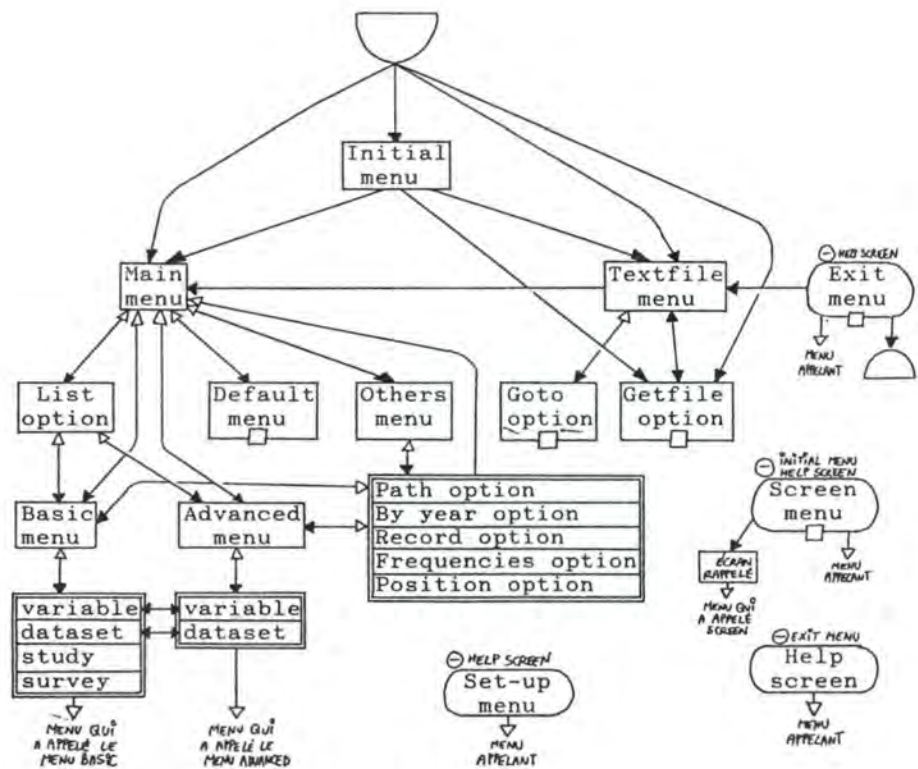 Initial
menu
Main
menu
Textfile
menu
⊖ HELP SCREEN
Exit
menu
MENU
APPELANT
List
option
Default
menu
Others
menu
Goto
option
Getfile
option
Basic
menu
Advanced
menu
Path option
By year option
Record option
Frequencies option
Position option
⊖ INITIAL MENU
HELP SCREEN
Screen
menu
ÉCRAN
RAPPELÉ
MENU
APPELANT
MENU QUI
A APPELÉ
SCREEN
variable
dataset
study
survey
variable
dataset
⊖ HELP SCREEN
Set-up
menu
MENU
APPELANT
⊖ EXIT MENU
Help
screen
MENU
APPELANT
MENU QUI
A APPELÉ LE
MENU BASIC
MENU QUI
A APPELÉ LE
MENU ADVANCED